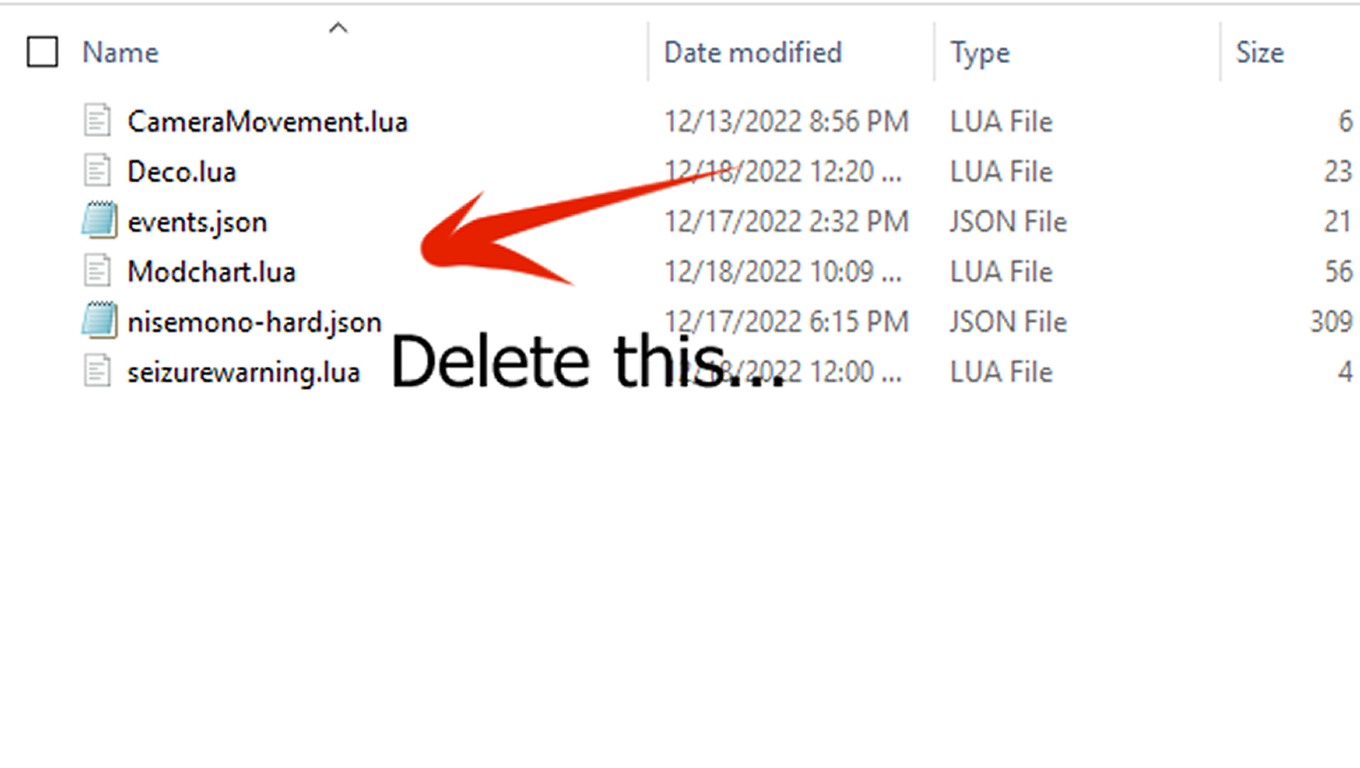 Name Date modified Type Size
CameraMovement.lua 12/13/2022 8:56 PM LUA File 6
Deco.lua 12/18/2022 12:20 ... LUA File 23
events.json 12/17/2022 2:32 PM JSON File 21
Modchart.lua 12/18/2022 10:09 ... LUA File 56
nisemono-hard.json 12/17/2022 6:15 PM JSON File 309
seizurewarning.lua 12/18/2022 12:00 ... LUA File 4
Delete this...